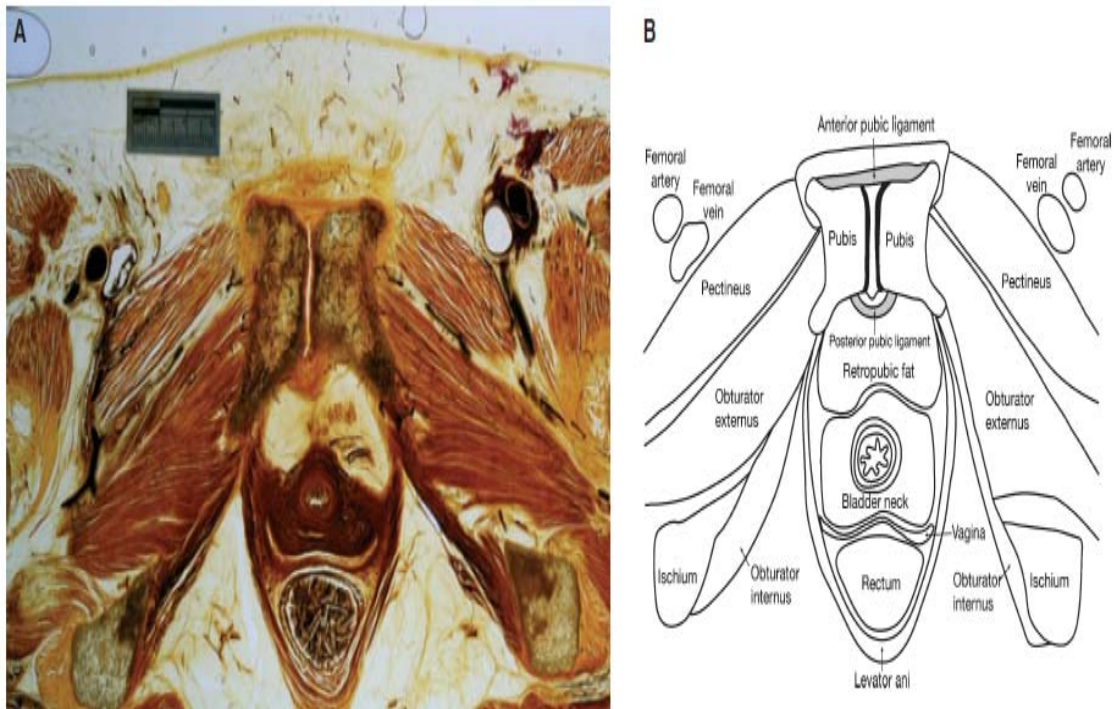 A
B
Anterior pubic ligament
Femoral
artery
Femoral
vein
Femoral
vein
Femoral
artery
Pubis
Pubis
Pectineus
Pectineus
Posterior pubic ligament
Retropubic fat
Obturator
externus
Obturator
externus
Bladder neck
Vagina
Ischium
Obturator
internus
Rectum
Obturator
internus
Ischium
Levator ani